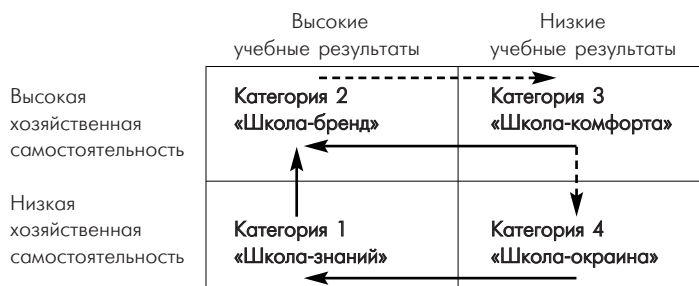 Высокие
учебные результаты
Низкие
учебные результаты
Высокая
хозяйственная
самостоятельность
Категория 2
«Школа-бренд»
Категория 3
«Школа-комфорта»
Низкая
хозяйственная
самостоятельность
Категория 1
«Школа-знаний»
Категория 4
«Школа-окраина»